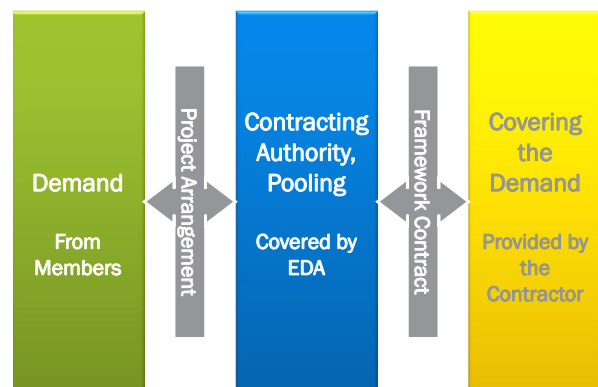 Demand
From
Members
Project Arrangement
Contracting
Authority,
Pooling
Covered by
EDA
Framework Contract
Covering
the
Demand
Provided by
the
Contractor